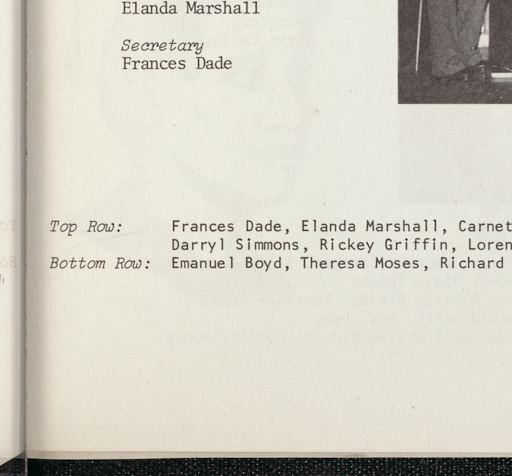 Elanda Marshall
Secretary
Frances Dade
Top Row: Frances Dade, Elanda Marshall, Carnet
Darryl Simmons, Rickey Griffin, Loren
Bottom Row: Emanuel Boyd, Theresa Moses, Richard